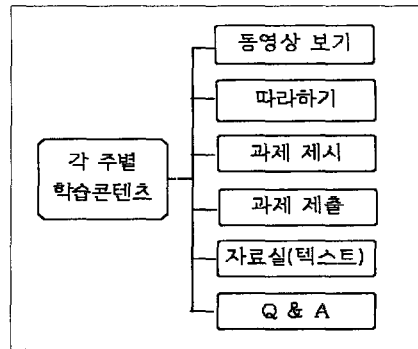 동영상 보기
따라하기
각 주별
학습콘텐츠
과제 제시
과제 제출
자료실(텍스트)
Q & A